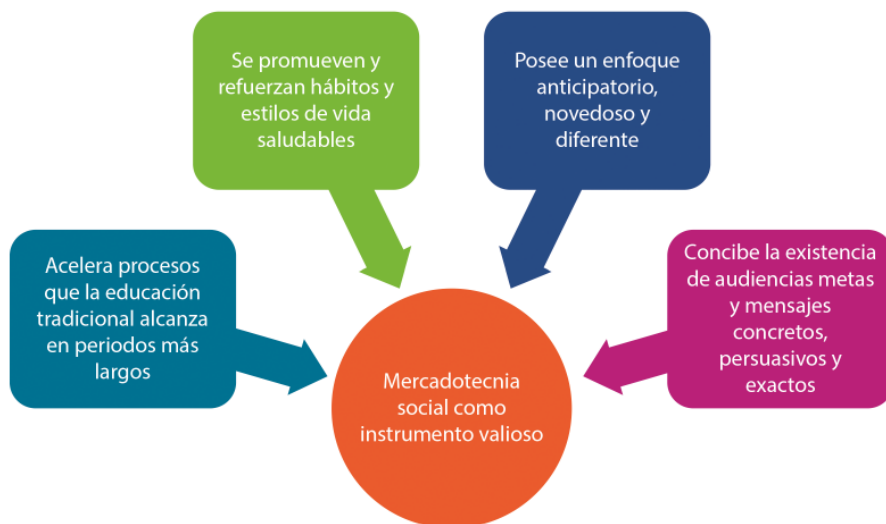 Se promueven y
refuerzan hábitos y
estilos de vida
saludables
Posee un enfoque
anticipatorio,
novedoso y
diferente
Acelera procesos
que la educación
tradicional alcanza
en periodos más
largos
Concibe la existencia
de audiencias metas
y mensajes
concretos,
persuasivos y
exactos
Mercadotecnia
social como
instrumento valioso